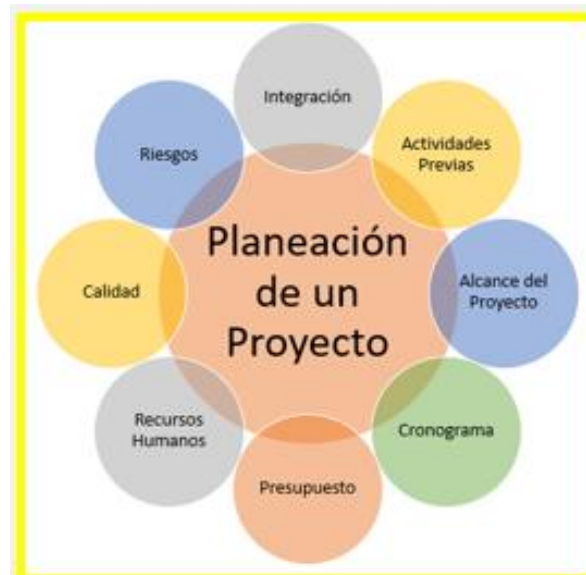 Integración
Actividades
Previas
Alcance del
Proyecto
Cronograma
Presupuesto
Recursos
Humanos
Calidad
Riesgos
Planeación
de un
Proyecto